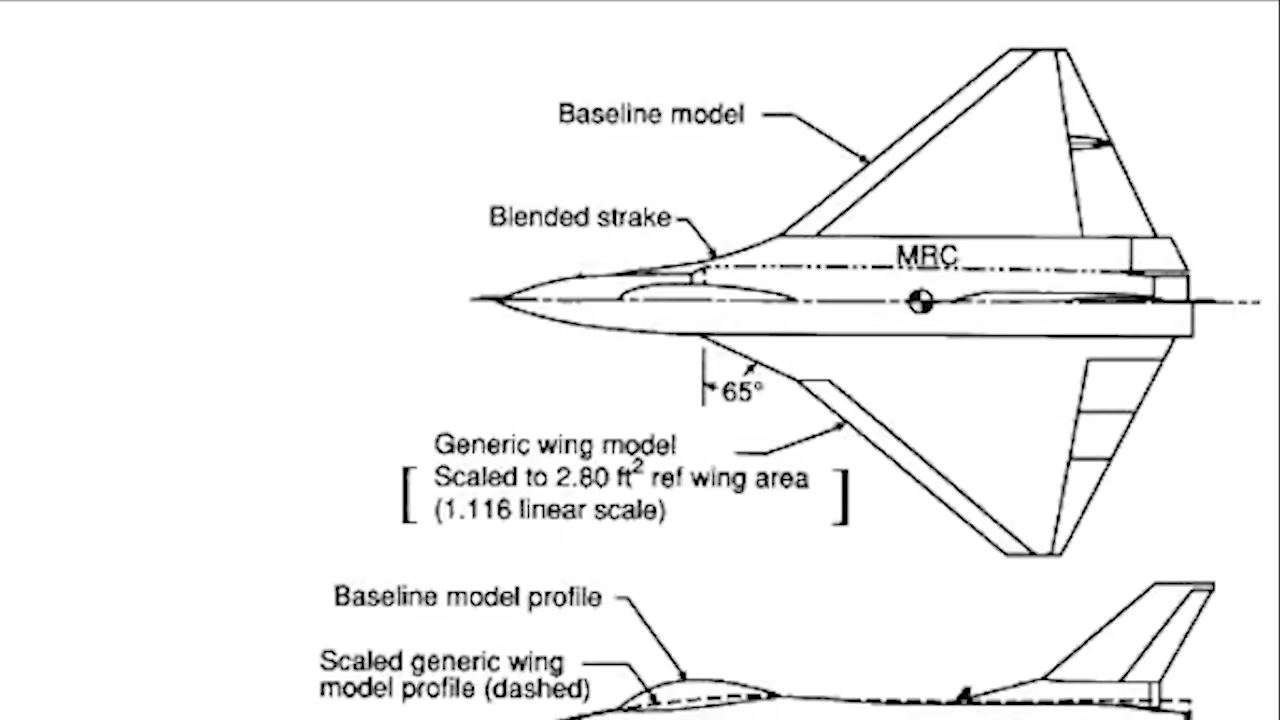 Baseline model
Blended strake
MRC
65°
Generic wing model
[ Scaled to 2.80 ft² ref wing area ]
(1.116 linear scale)
Baseline model profile
Scaled generic wing
model profile (dashed)